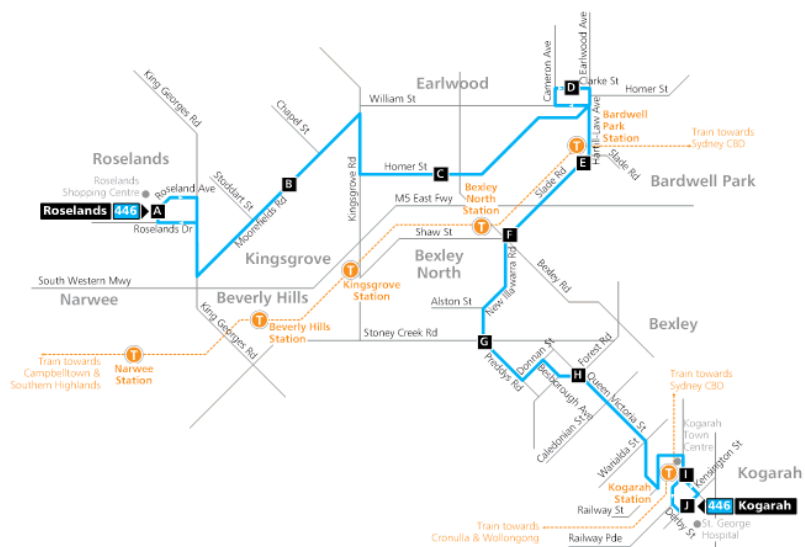 King Georges Rd
Roselands
Roselands
Shopping Centre
Roseland Ave
Roselands 446 A
Roselands Dr
Stoddart St
Chapel St
B
Moorefields Rd
Kingsgrove Rd
Earlwood
William St
Homer St
C
Cameron Ave
D
Clarke St
Earlwood Ave
Homer St
Hartill-Law Ave
Bardwell
Park
Station
T
Train towards
Sydney CBD
E
Slade Rd
Slade Rd
Bardwell Park
M5 East Fwy
Bexley
North
Station
T
Shaw St
F
Kingsgrove
Bexley
North
South Western Mwy
Narwee
Beverly Hills
T
Kingsgrove
Station
T
Beverly Hills
Station
King Georges Rd
T
Narwee
Station
Train towards
Campbelltown &
Southern Highlands
Bexley Rd
New Illawarra Rd
Alston St
Stoney Creek Rd
G
Bexley
Preddys Rd
Donnan St
Besborough Ave
H
Forest Rd
Queen Victoria St
Caledonian St
Warialda St
Train towards
Sydney CBD
Kogarah
Town
Centre
T
I
Kensington St
Kogarah
Kogarah
Station
J
446 Kogarah
Railway St
Derby St
St. George
Hospital
Train towards
Cronulla & Wollongong
Railway Pde